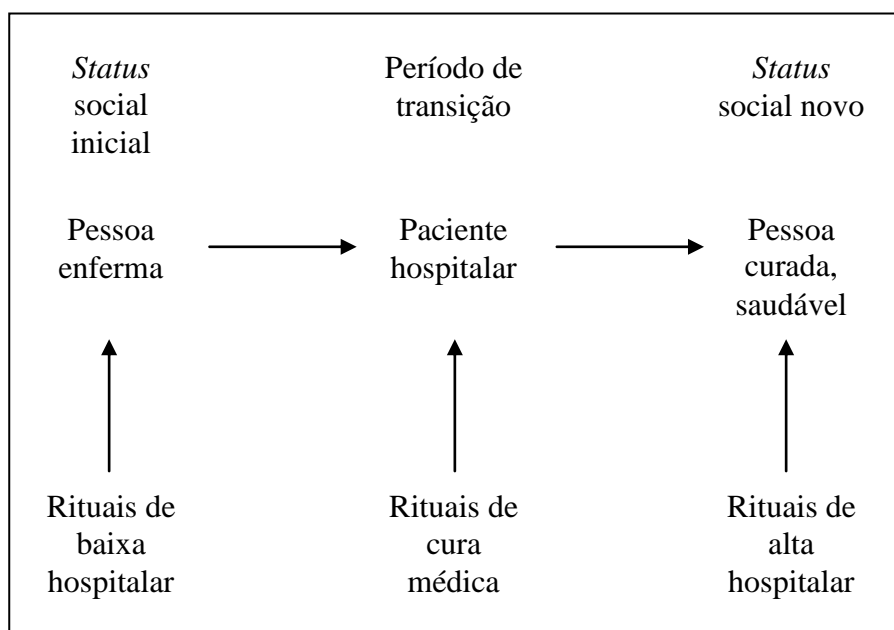 Status
social
inicial
Período de
transição
Status
social novo
Pessoa
enferma
Paciente
hospitalar
Pessoa
curada,
saudável
Rituais de
baixa
hospitalar
Rituais de
cura
médica
Rituais de
alta
hospitalar